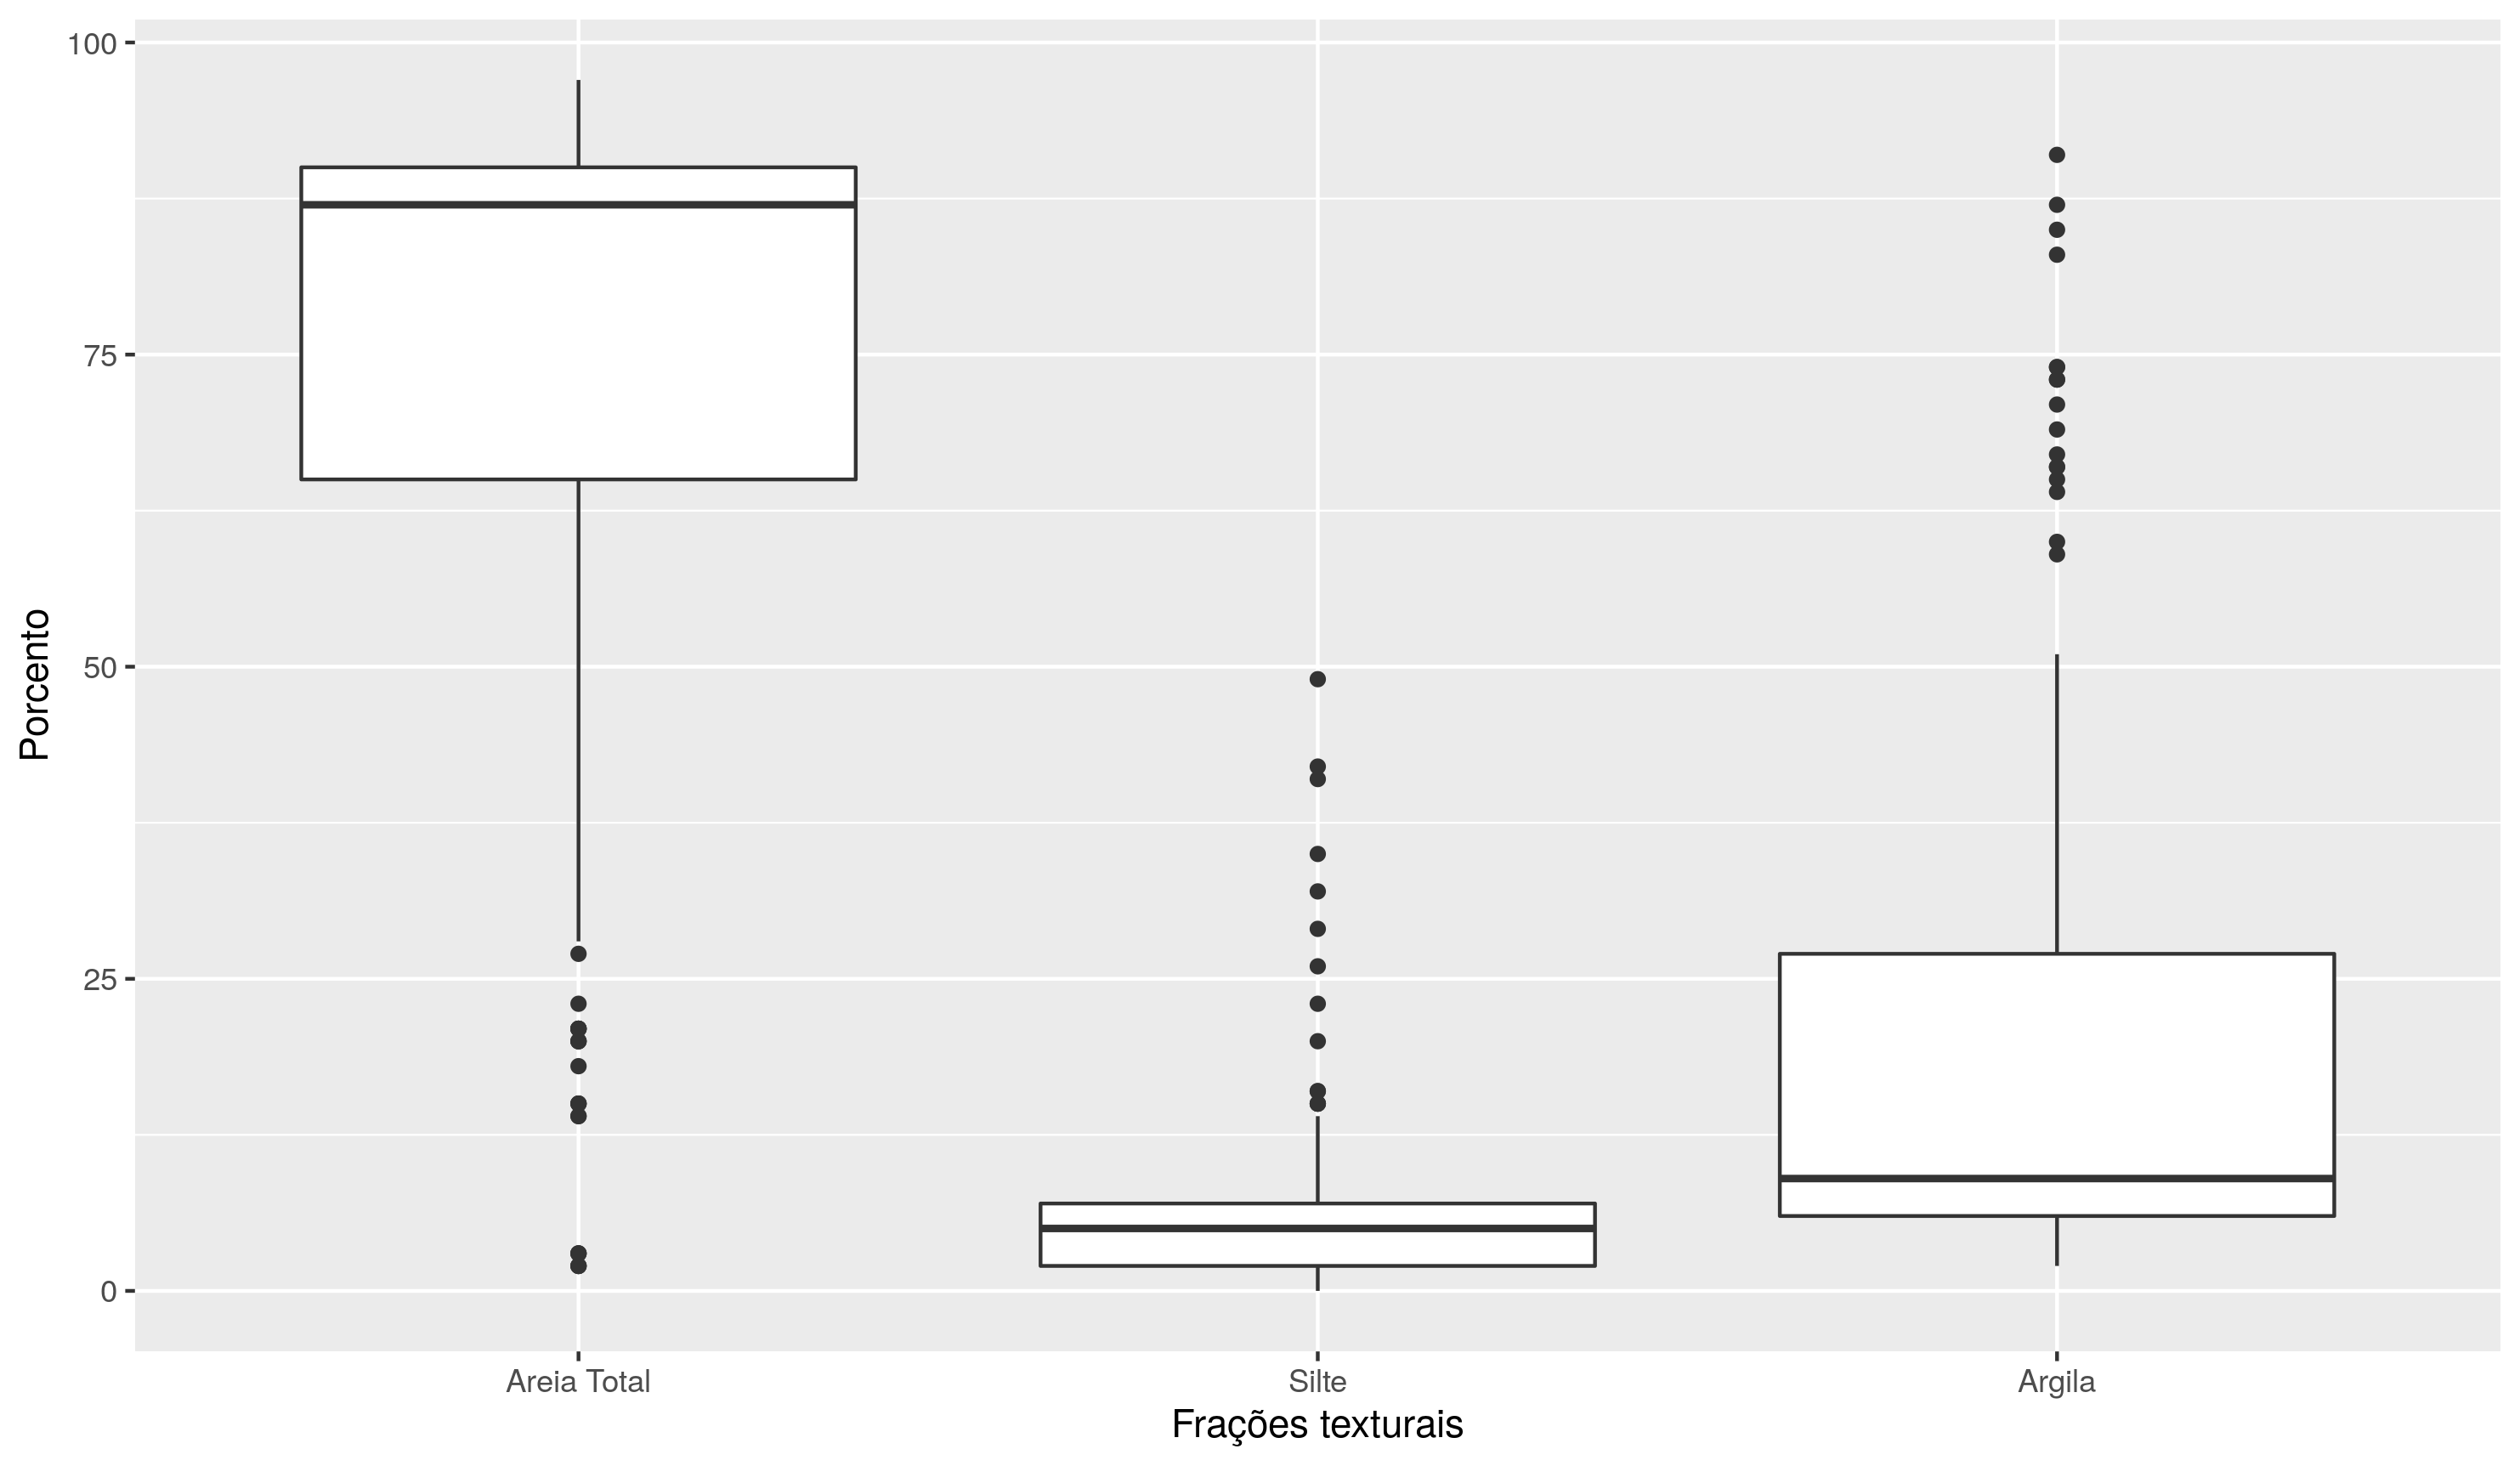 100
75
50
25
0
Porcento
Areia Total
Silte
Argila
Frações texturais